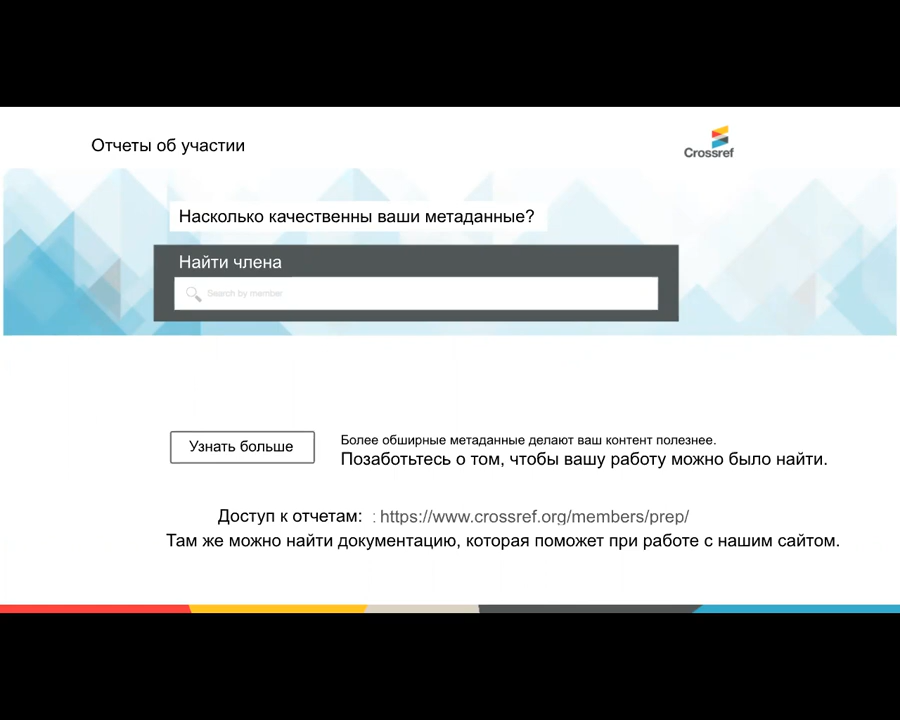 Отчеты об участии
Crossref
Насколько качественны ваши метаданные?
Найти члена
Search by member
Узнать больше
Более обширные метаданные делают ваш контент полезнее.
Позаботьтесь о том, чтобы вашу работу можно было найти.
Доступ к отчетам: : https://www.crossref.org/members/prep/
Там же можно найти документацию, которая поможет при работе с нашим сайтом.